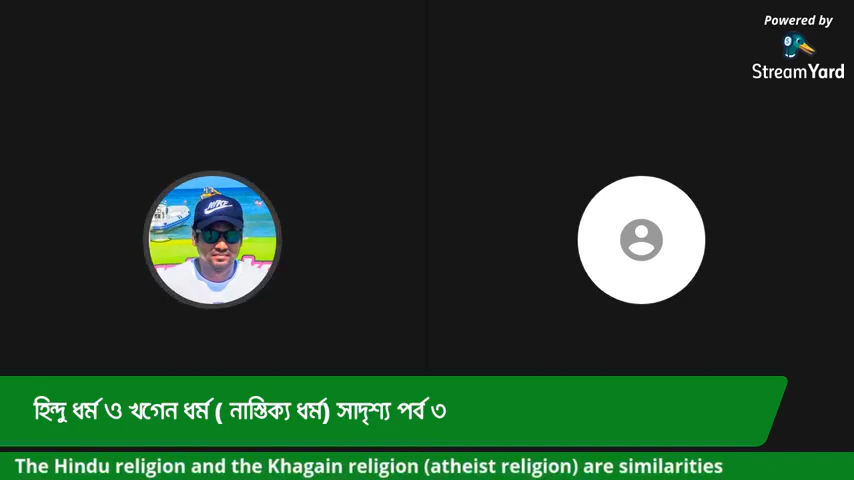 Powered by
StreamYard
NIKE
হিন্দু ধর্ম ও খগেন ধর্ম ( নাস্তিক্য ধর্ম) সাদৃশ্য পর্ব ৩
The Hindu religion and the Khagain religion (atheist religion) are similarities